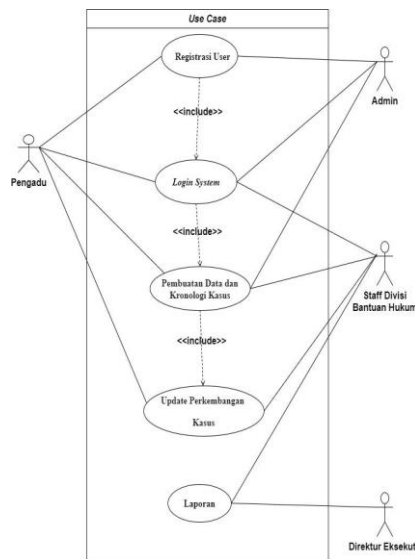 Use Case
Registrasi User
<<include>>
Admin
Pengadu
Login System
<<include>>
Pembuatan Data dan
Kronologi Kasus
Staff Divisi
Bantuan Hukum
<<include>>
Update Perkembangan
Kasus
Laporan
Direktur Eksekut